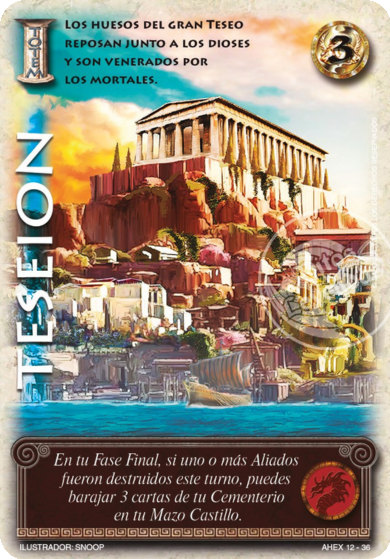 TOTEM
LOS HUESOS DEL GRAN TESEO
REPOSAN JUNTO A LOS DIOSES
Y SON VENERADOS POR
LOS MORTALES.
3
TESEION
En tu Fase Final, si uno o más Aliados
fueron destruidos este turno, puedes
barajar 3 cartas de tu Cementerio
en tu Mazo Castillo.
ILUSTRADOR: SNOOP
AHEX 12 - 36